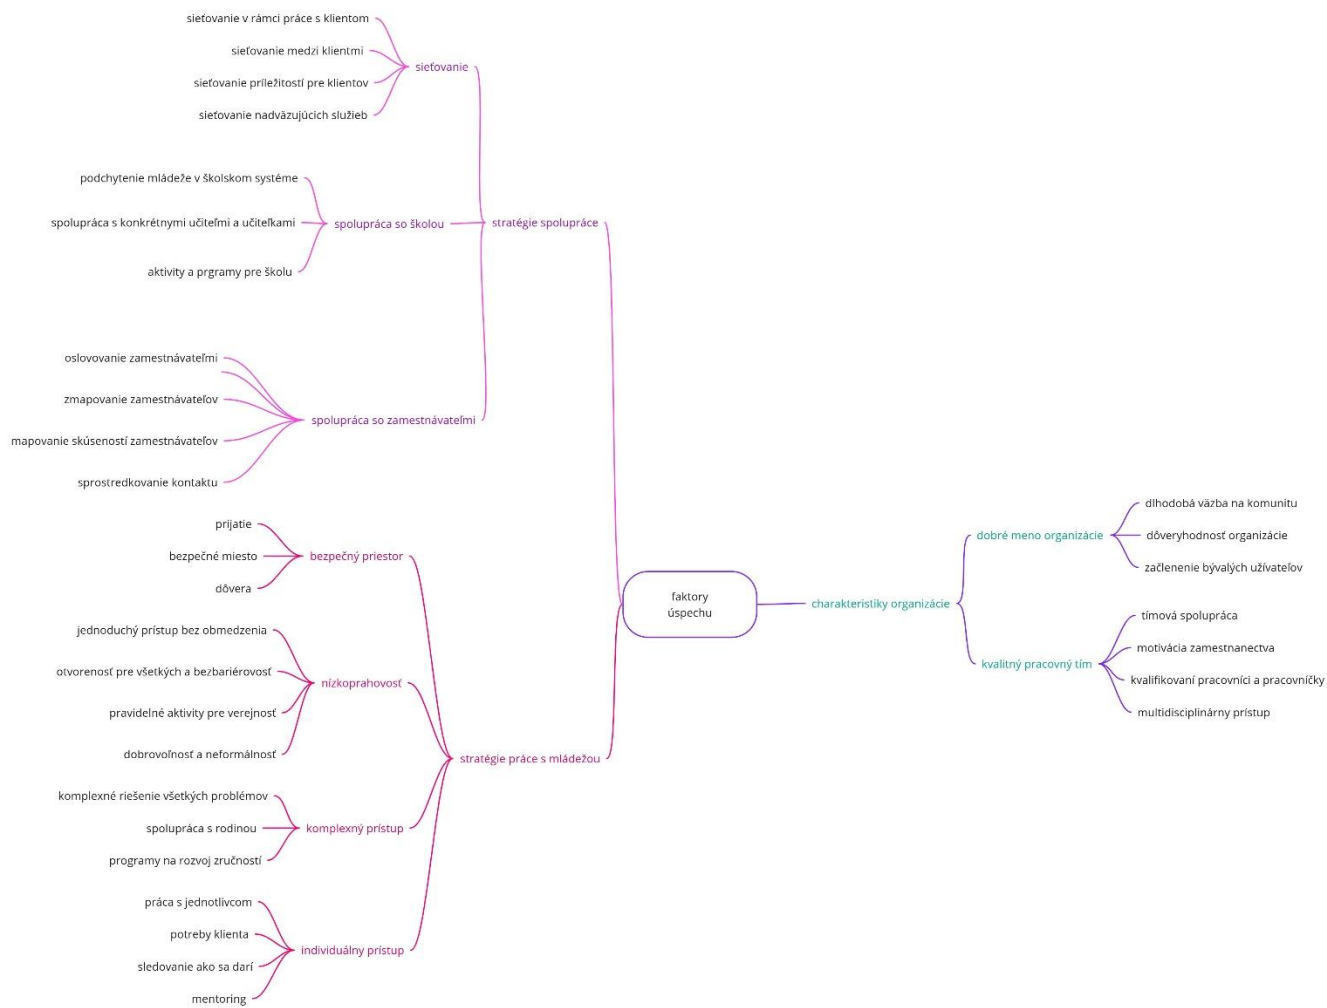 sieťovanie v rámci práce s klientom
sieťovanie medzi klientmi
sieťovanie
sieťovanie príležitostí pre klientov
sieťovanie nadväzujúcich služieb
podchytenie mládeže v školskom systéme
spolupráca s konkrétnymi učiteľmi a učiteľkami
spolupráca so školou
stratégie spolupráce
aktivity a prgramy pre školu
oslovovanie zamestnávateľmi
zmapovanie zamestnávateľov
spolupráca so zamestnávateľmi
mapovanie skúseností zamestnávateľov
sprostredkovanie kontaktu
prijatie
bezpečné miesto
bezpečný priestor
dôvera
jednoduchý prístup bez obmedzenia
otvorenosť pre všetkých a bezbariérovosť
nízkoprahovosť
pravidelné aktivity pre verejnosť
dobrovoľnosť a neformálnosť
stratégie práce s mládežou
komplexné riešenie všetkých problémov
spolupráca s rodinou
komplexný prístup
programy na rozvoj zručností
práca s jednotlivcom
potreby klienta
individuálny prístup
sledovanie ako sa darí
mentoring
faktory
úspechu
charakteristiky organizácie
dobré meno organizácie
dlhodobá väzba na komunitu
dôveryhodnosť organizácie
začlenenie bývalých užívateľov
kvalitný pracovný tím
tímová spolupráca
motivácia zamestnanectva
kvalifikovaní pracovníci a pracovníčky
multidisciplinárny prístup